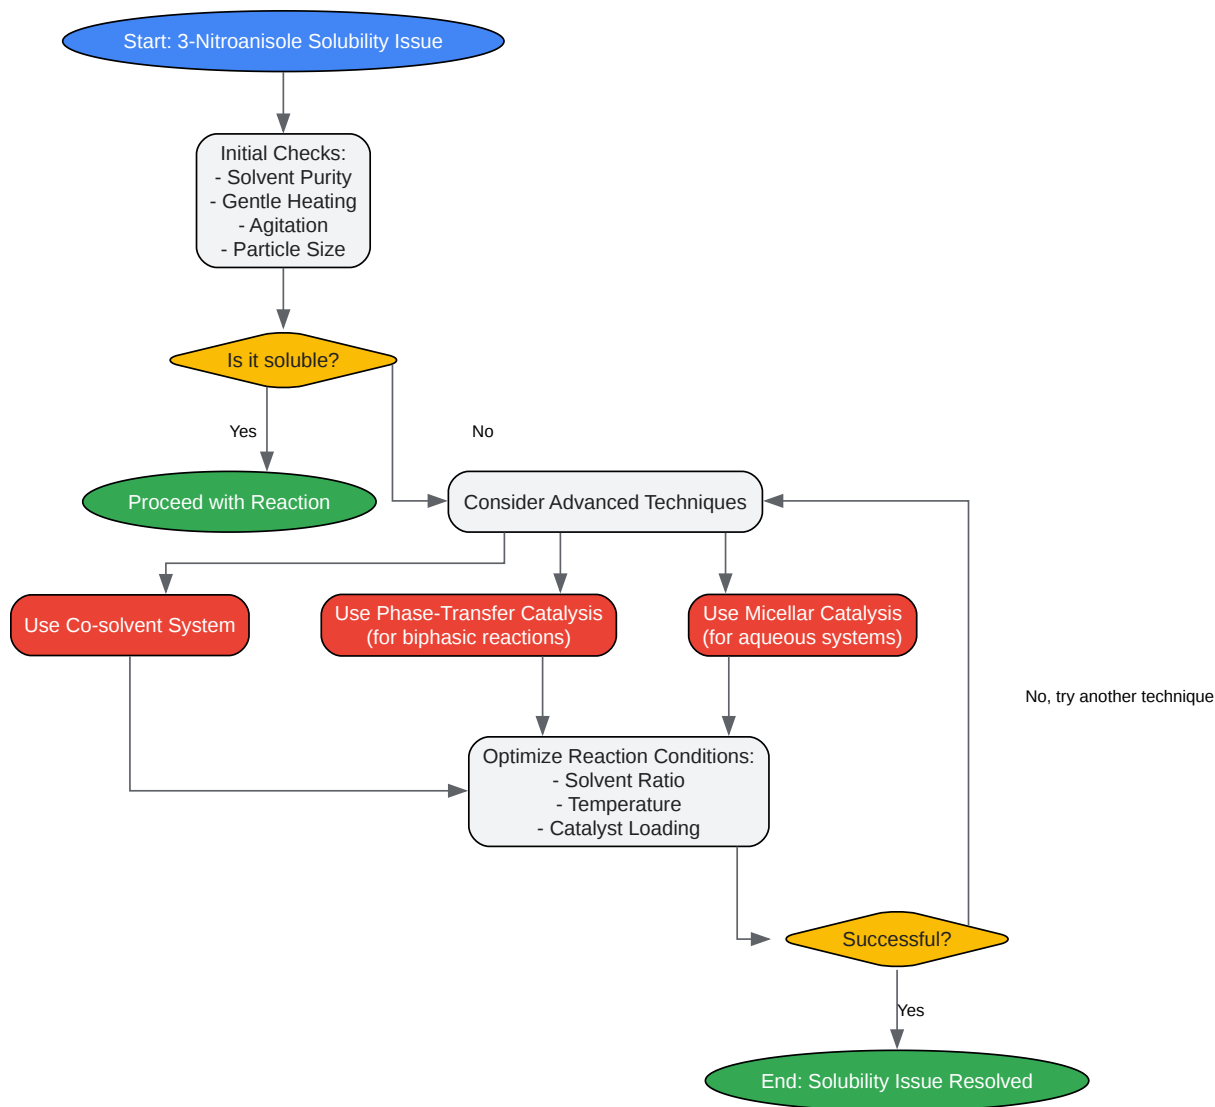 Start: 3-Nitroanisole Solubility Issue
Initial Checks:
- Solvent Purity
- Gentle Heating
- Agitation
- Particle Size
Is it soluble?
Yes
No
Proceed with Reaction
Consider Advanced Techniques
Use Co-solvent System
Use Phase-Transfer Catalysis
(for biphasic reactions)
Use Micellar Catalysis
(for aqueous systems)
No, try another technique
Optimize Reaction Conditions:
- Solvent Ratio
- Temperature
- Catalyst Loading
Successful?
Yes
End: Solubility Issue Resolved